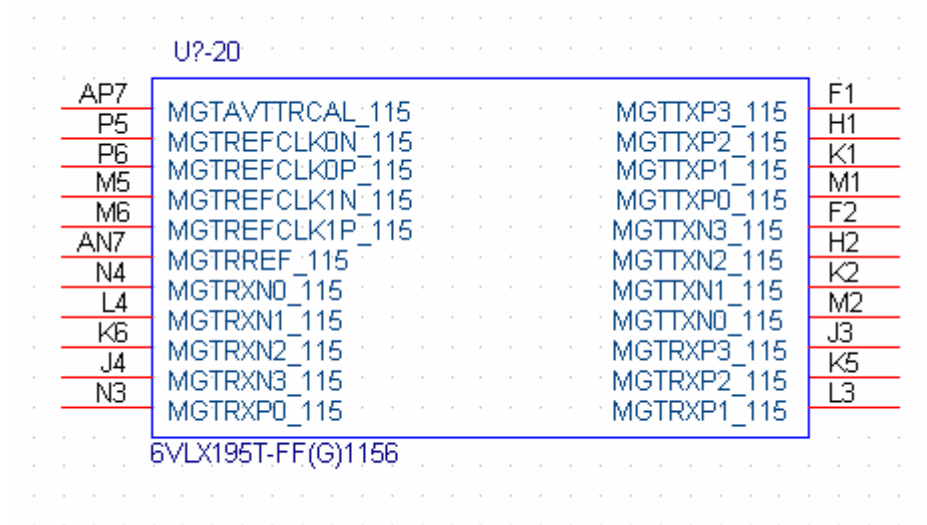 U?-20
AP7 MGTAVTTRCAL_115 MGTTXP3_115 F1
P5 MGTREFCLK0N_115 MGTTXP2_115 H1
P6 MGTREFCLK0P_115 MGTTXP1_115 K1
M5 MGTREFCLK1N_115 MGTTXP0_115 M1
M6 MGTREFCLK1P_115 MGTTXN3_115 F2
AN7 MGTRREF_115 MGTTXN2_115 H2
N4 MGTRXN0_115 MGTTXN1_115 K2
L4 MGTRXN1_115 MGTTXN0_115 M2
K6 MGTRXN2_115 MGTRXP3_115 J3
J4 MGTRXN3_115 MGTRXP2_115 K5
N3 MGTRXP0_115 MGTRXP1_115 L3
6VLX195T-FF(G)1156